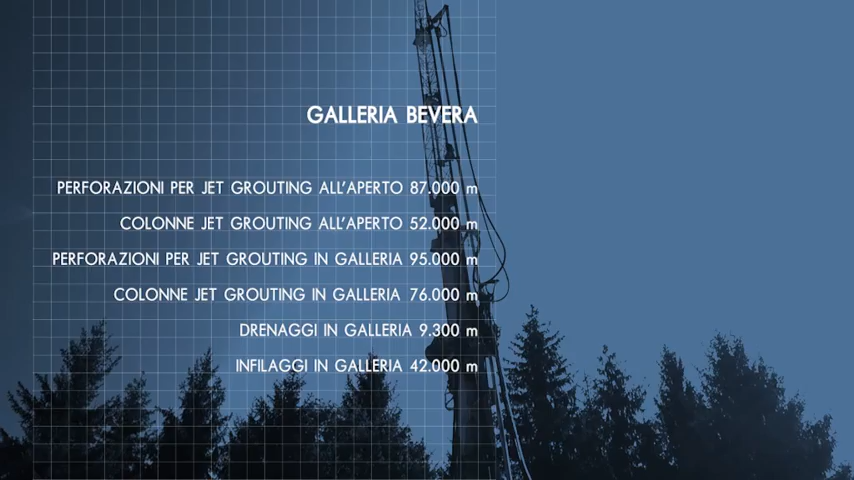 GALLERIA BEVERA
PERFORAZIONI PER JET GROUTING ALL'APERTO 87.000 m
COLONNE JET GROUTING ALL'APERTO 52.000 m
PERFORAZIONI PER JET GROUTING IN GALLERIA 95.000 m
COLONNE JET GROUTING IN GALLERIA 76.000 m
DRENAGGI IN GALLERIA 9.300 m
INFILAGGI IN GALLERIA 42.000 m